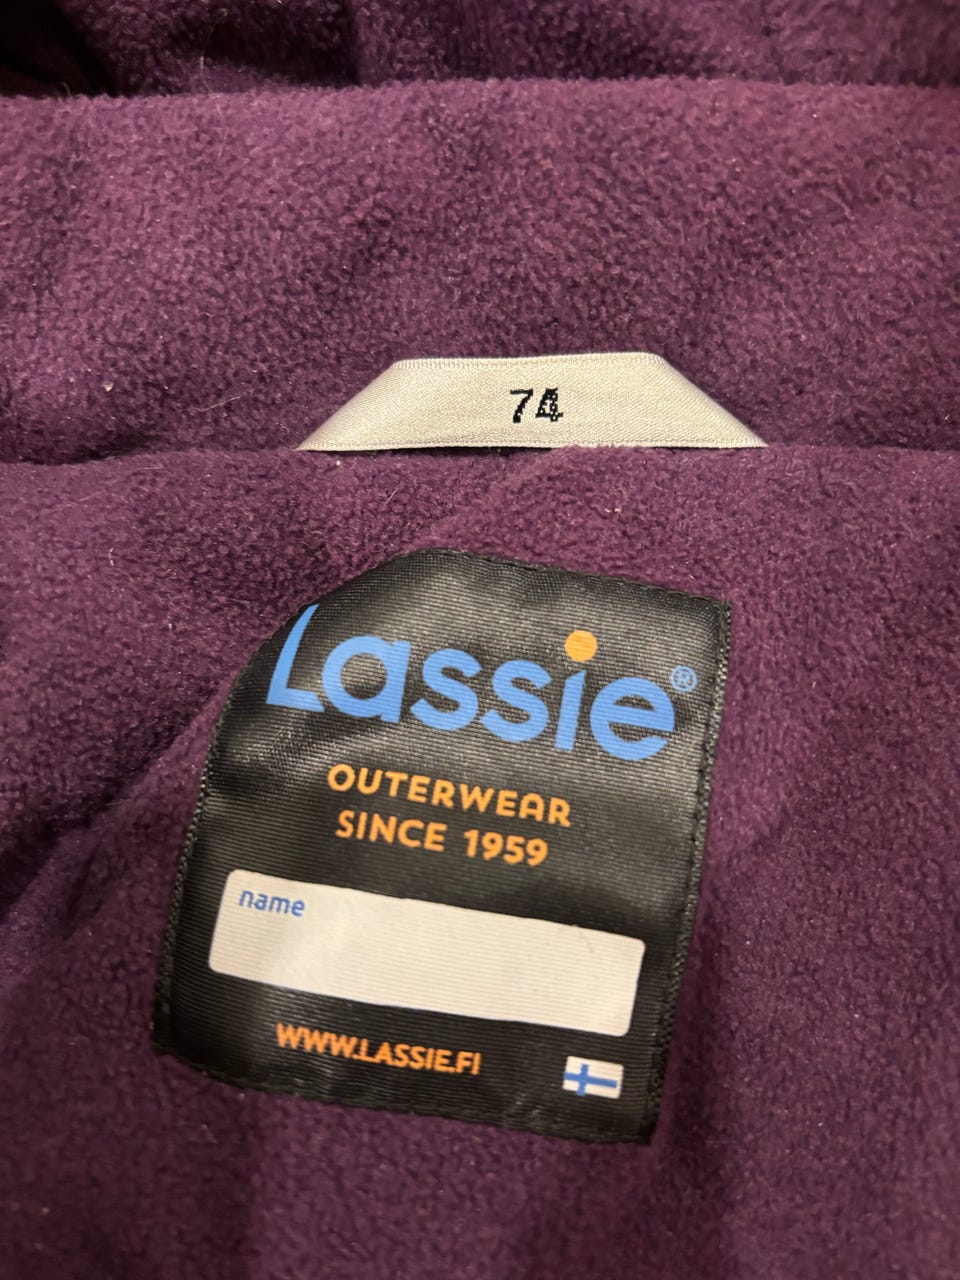 74
Lassie®
OUTERWEAR
SINCE 1959
name
WWW.LASSIE.FI